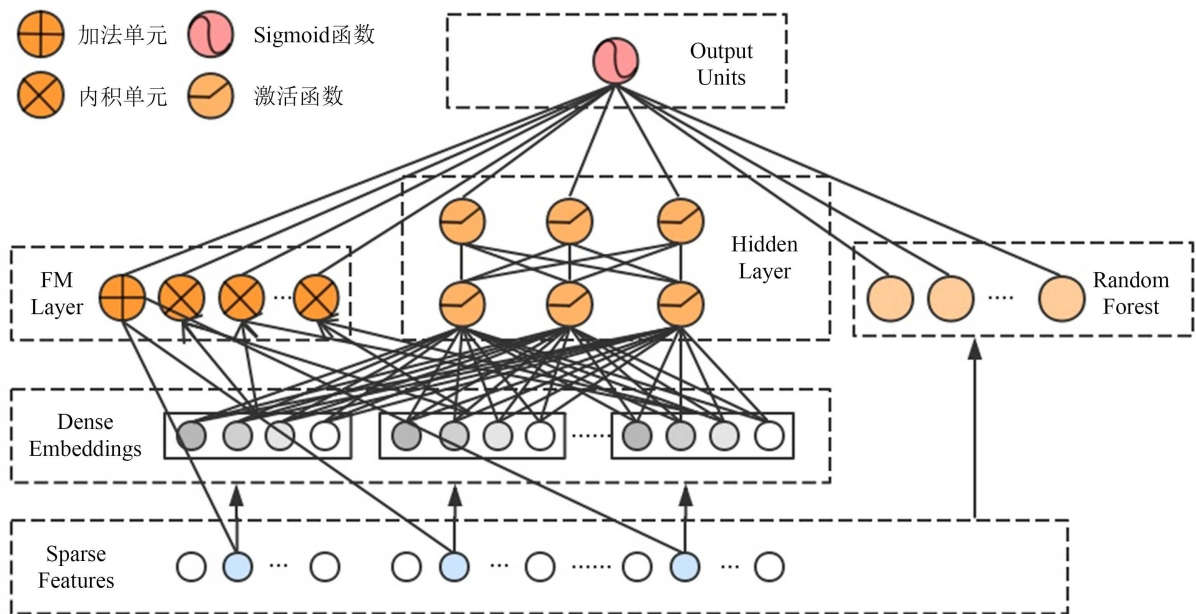 加法单元
Sigmoid函数
内积单元
激活函数
Output
Units
Hidden
Layer
FM
Layer
Random
Forest
Dense
Embeddings
Sparse
Features